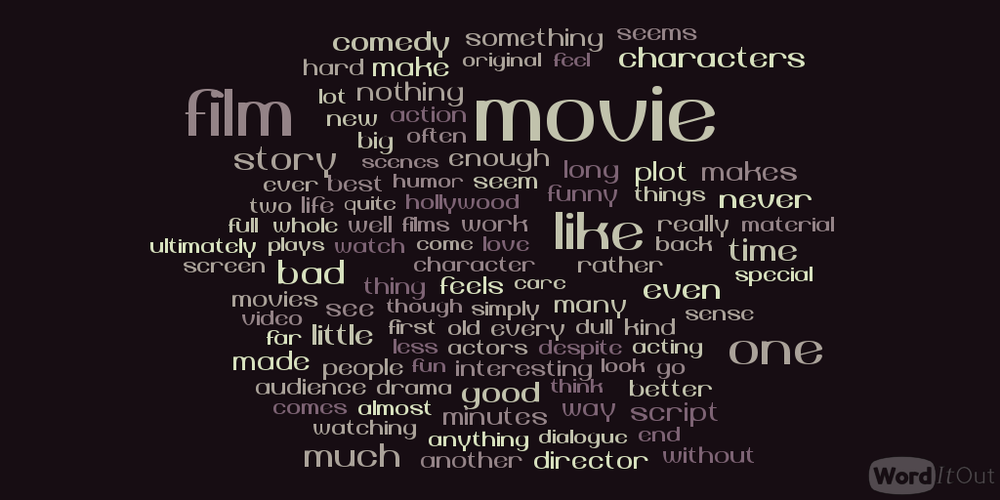 comedy something seems
hard make original feel characters
film lot nothing movie
new action
big often
story scenes enough long plot makes
ever best humor seem funny things never
two life quite hollywood
full whole well films work like really material
ultimately plays watch come love back time
screen bad character rather special
thing feels care even
movies see though simply many sense
video first old every dull kind
far little less actors despite acting one
made people fun interesting look go
audience drama good think better
comes almost minutes way script
watching anything dialogue end
much another director without
WordItOut